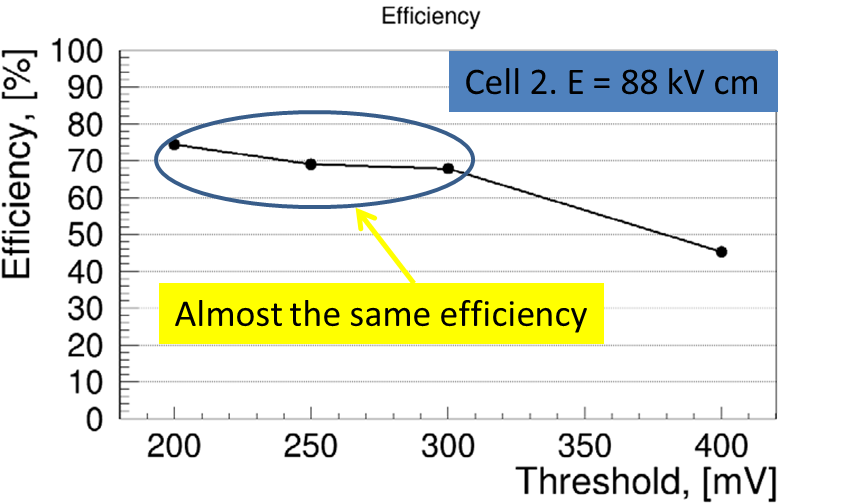 Efficiency
Cell 2. E = 88 kV cm
Efficiency, [%]
100
90
80
70
60
50
40
30
20
10
0
Almost the same efficiency
200 250 300 350 400
Threshold, [mV]